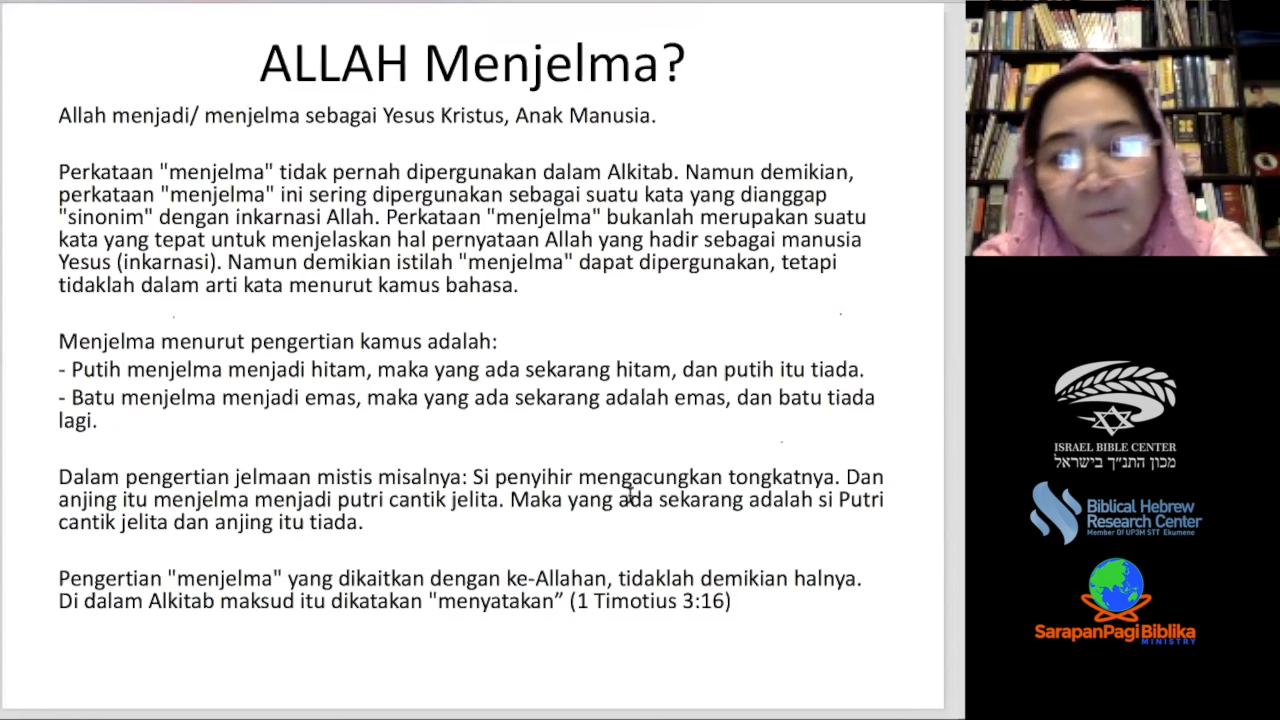 ALLAH Menjelma?
Allah menjadi/ menjelma sebagai Yesus Kristus, Anak Manusia.
Perkataan "menjelma" tidak pernah dipergunakan dalam Alkitab. Namun demikian,
perkataan "menjelma" ini sering dipergunakan sebagai suatu kata yang dianggap
"sinonim" dengan inkarnasi Allah. Perkataan "menjelma" bukanlah merupakan suatu
kata yang tepat untuk menjelaskan hal pernyataan Allah yang hadir sebagai manusia
Yesus (inkarnasi). Namun demikian istilah "menjelma" dapat dipergunakan, tetapi
tidaklah dalam arti kata menurut kamus bahasa.
Menjelma menurut pengertian kamus adalah:
- Putih menjelma menjadi hitam, maka yang ada sekarang hitam, dan putih itu tiada.
- Batu menjelma menjadi emas, maka yang ada sekarang adalah emas, dan batu tiada
lagi.
Dalam pengertian jelmaan mistis misalnya: Si penyihir mengacungkan tongkatnya. Dan
anjing itu menjelma menjadi putri cantik jelita. Maka yang ada sekarang adalah si Putri
cantik jelita dan anjing itu tiada.
Pengertian "menjelma" yang dikaitkan dengan ke-Allahan, tidaklah demikian halnya.
Di dalam Alkitab maksud itu dikatakan "menyatakan” (1 Timotius 3:16)
ISRAEL BIBLE CENTER
מכון התנ״ך בישראל
Biblical Hebrew
Research Center
Member Of UP3M STT Ekumene
SarapanPagi Biblika
MINISTRY